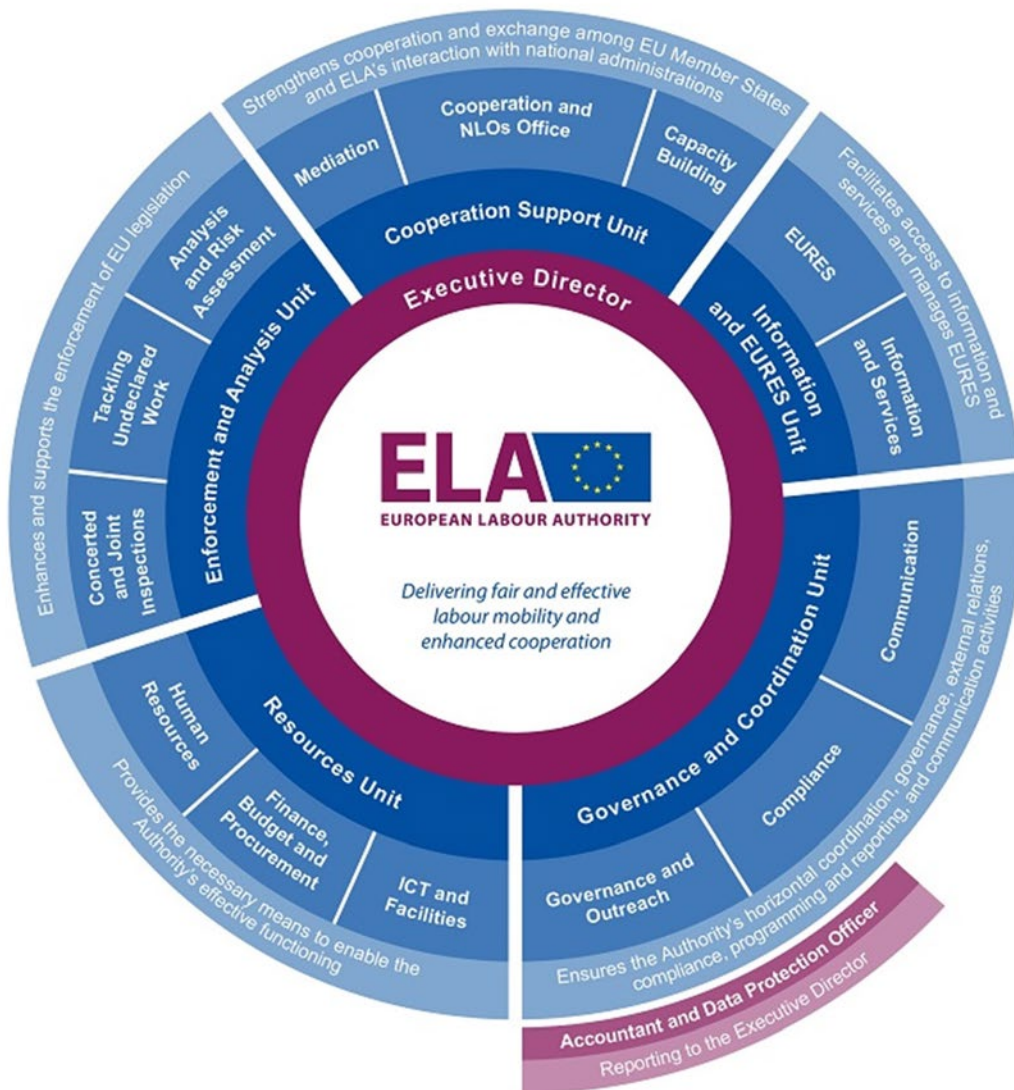 Strengthens cooperation and exchange among EU Member States
and ELA's interaction with national administrations
Mediation
Cooperation and
NLOs Office
Capacity
Building
Cooperation Support Unit
Facilitates access to information and
services and manages EURES
EURES
Information
and Services
Information
and EURES Unit
Enhances and supports the enforcement of EU legislation
Analysis
and Risk
Assessment
Tackling
Undeclared
Work
Concerted
and Joint
Inspections
Enforcement and Analysis Unit
Executive Director
ELA
EUROPEAN LABOUR AUTHORITY
Delivering fair and effective
labour mobility and
enhanced cooperation
Communication
Compliance
Governance and
Outreach
Governance and Coordination Unit
Ensures the Authority's horizontal coordination, governance, external relations,
compliance, programming and reporting, and communication activities
Human
Resources
Finance,
Budget and
Procurement
ICT and
Facilities
Resources Unit
Provides the necessary means to enable the
Authority's effective functioning
Accountant and Data Protection Officer
Reporting to the Executive Director